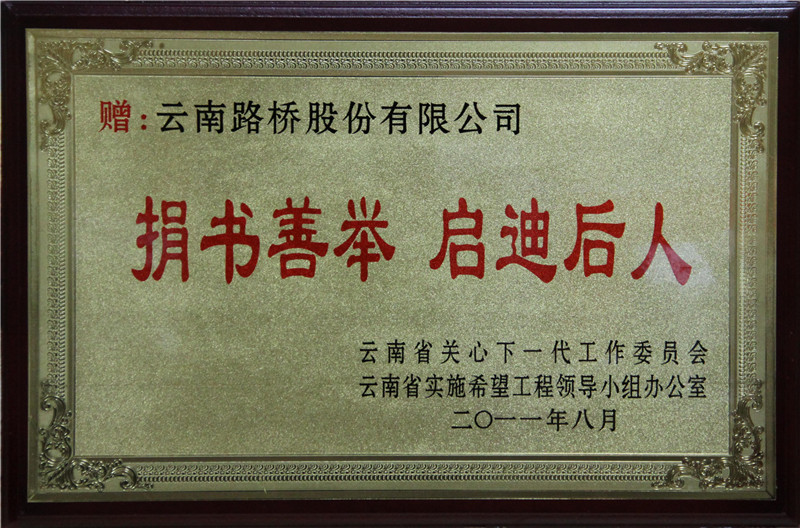 赠:云南路桥股份有限公司
捐书善举 启迪后人
云南省关心下一代工作委员会
云南省实施希望工程领导小组办公室
二〇一一年八月